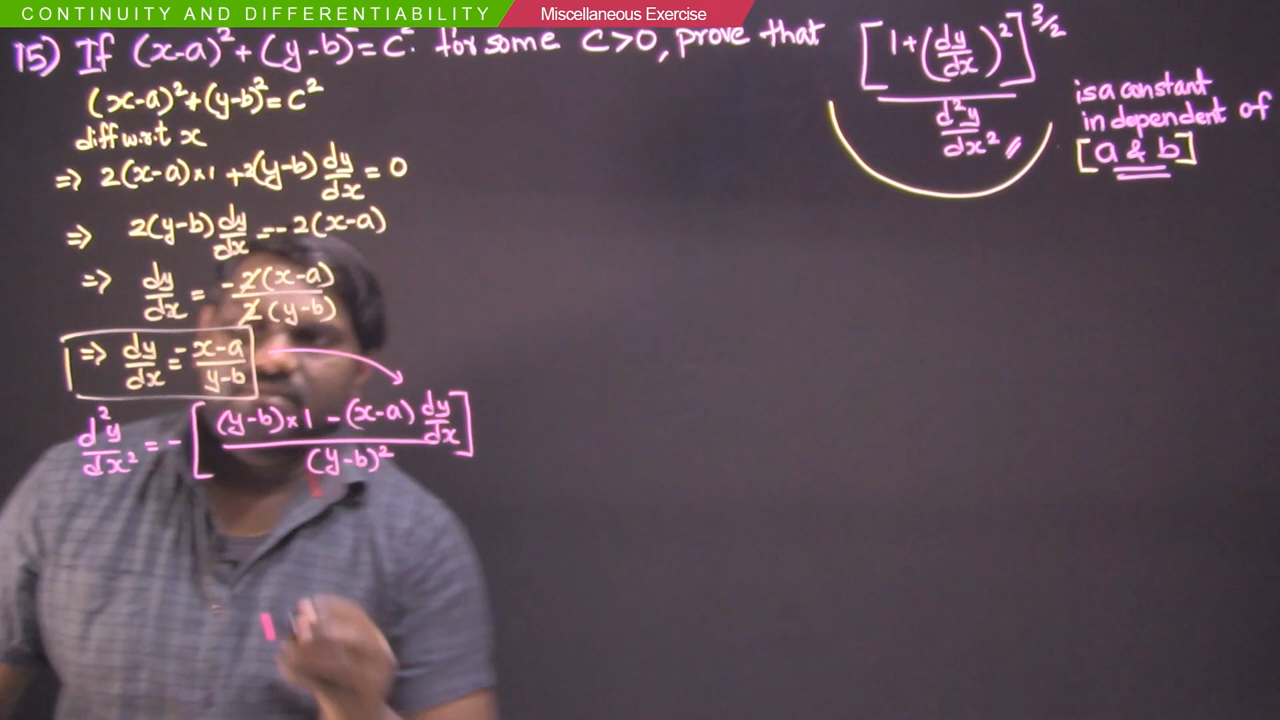 CONTINUITY AND DIFFERENTIABILITY Miscellaneous Exercise
15) If (x-a)² + (y-b)² = C². for some C>0, prove that [1+(dy/dx)²]^3/2 / d²y/dx²
is a constant
in dependent of
[a & b]
(x-a)²+(y-b)² = C²
diff w.r.t x
=> 2(x-a)×1 + 2(y-b) dy/dx = 0
=> 2(y-b) dy/dx = -2(x-a)
=> dy/dx = -2(x-a)/2(y-b)
=> dy/dx = - x-a/y-b
d²y/dx² = - [(y-b)×1 - (x-a) dy/dx / (y-b)²]